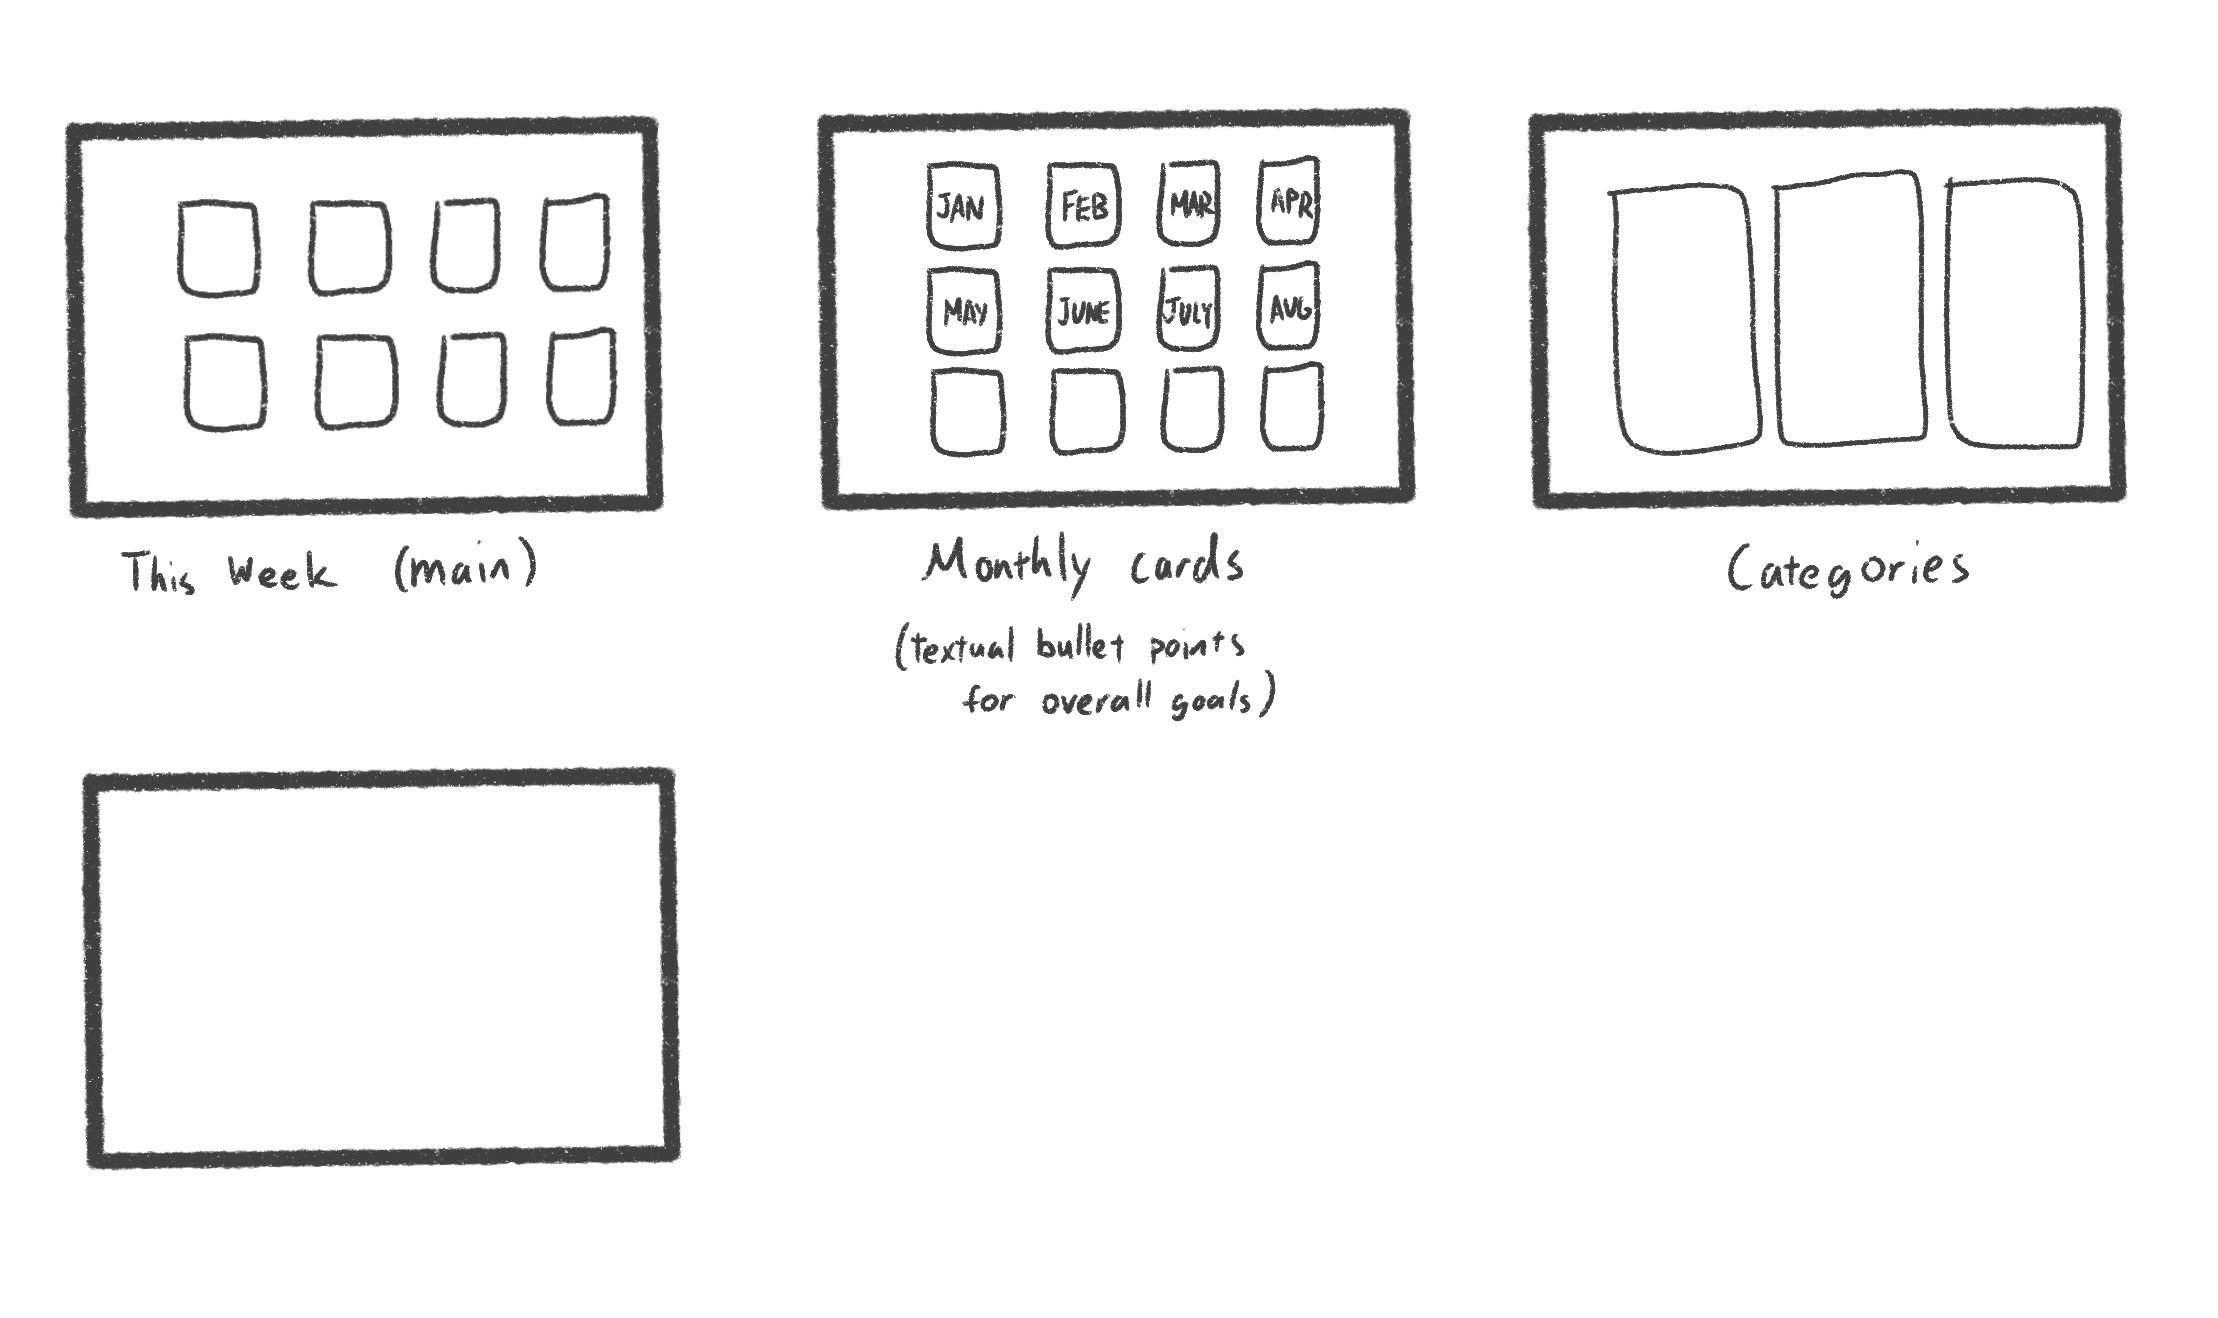 JAN FEB MAR APR
MAY JUNE JULY AUG
This Week (main)
Monthly cards
(textual bullet points
for overall goals)
Categories